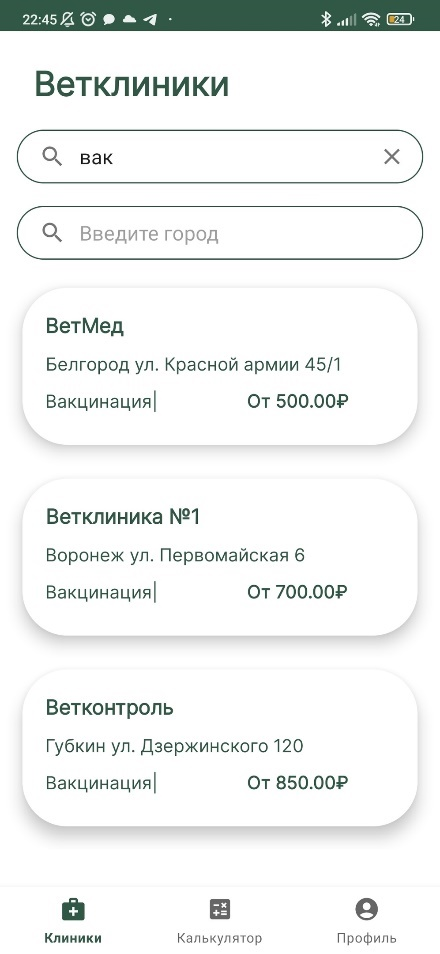 22:45 24
Ветклиники
вак
Введите город
ВетМед
Белгород ул. Красной армии 45/1
Вакцинация| От 500.00₽
Ветклиника №1
Воронеж ул. Первомайская 6
Вакцинация| От 700.00₽
Ветконтроль
Губкин ул. Дзержинского 120
Вакцинация| От 850.00₽
Клиники Калькулятор Профиль